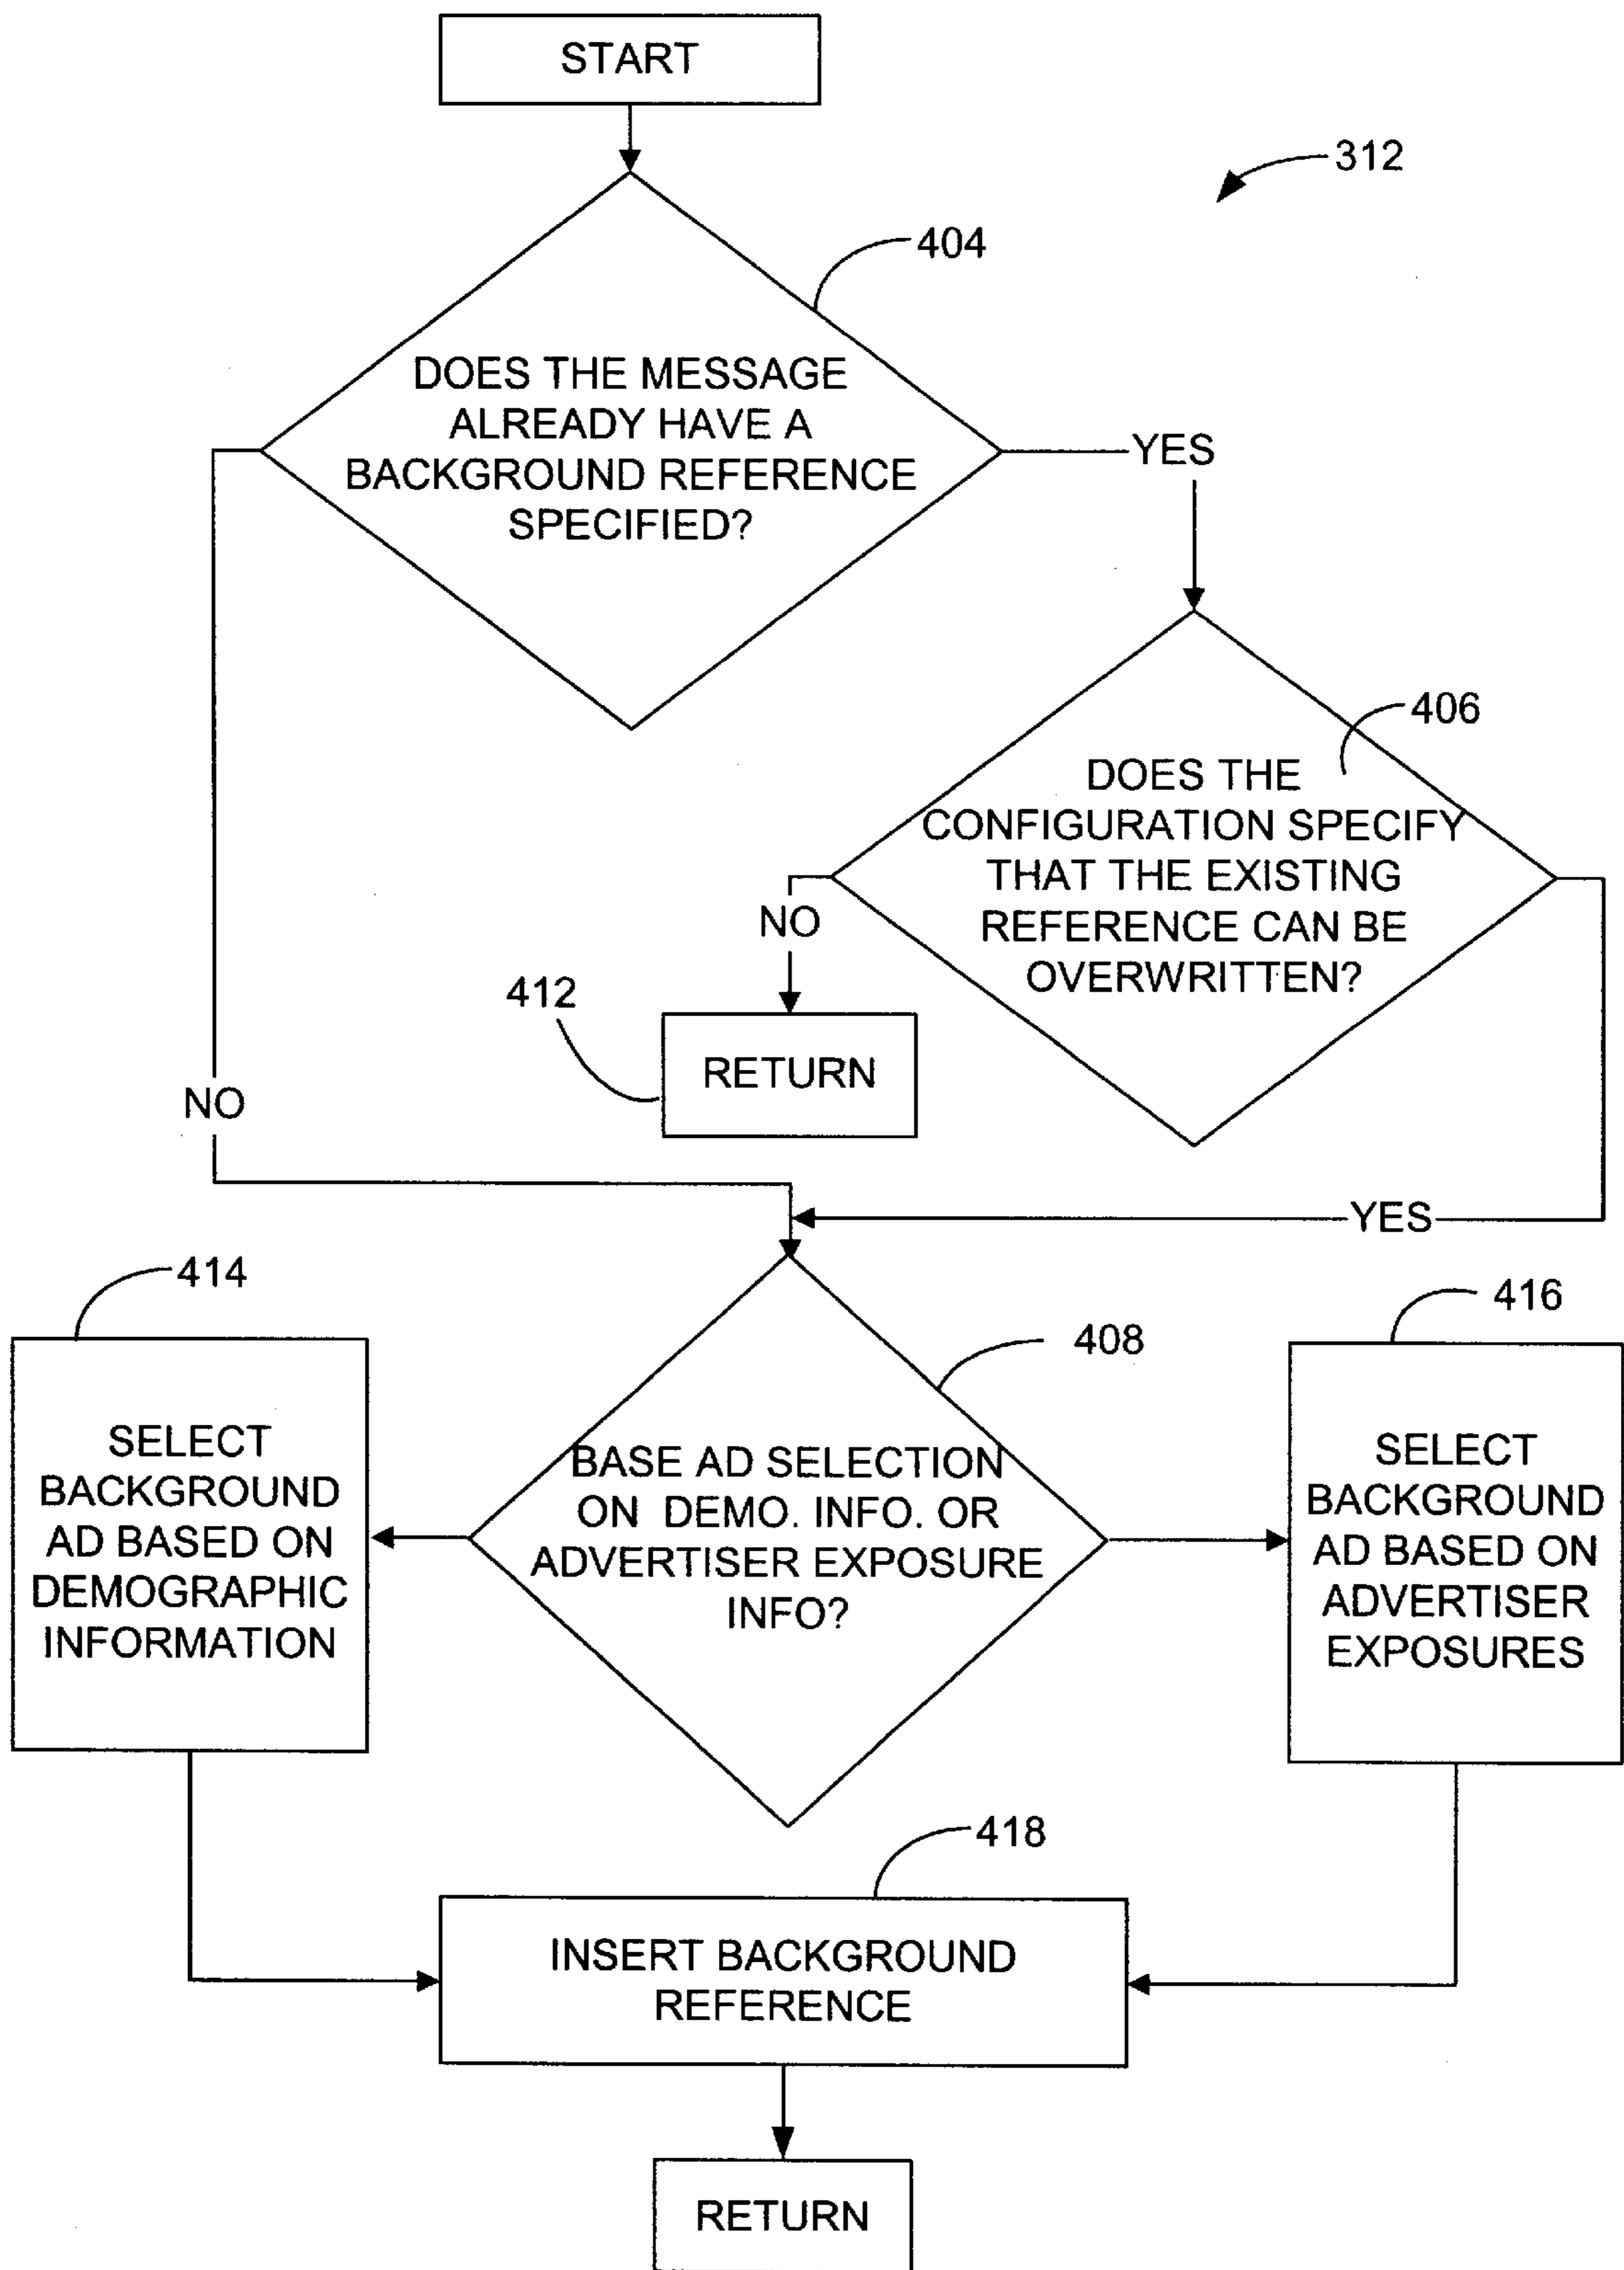 START
312
404
DOES THE MESSAGE
ALREADY HAVE A
BACKGROUND REFERENCE
SPECIFIED?
YES
406
DOES THE
CONFIGURATION SPECIFY
THAT THE EXISTING
REFERENCE CAN BE
OVERWRITTEN?
NO
412
RETURN
NO
YES
414
408
416
SELECT
BACKGROUND
AD BASED ON
DEMOGRAPHIC
INFORMATION
BASE AD SELECTION
ON DEMO. INFO. OR
ADVERTISER EXPOSURE
INFO?
SELECT
BACKGROUND
AD BASED ON
ADVERTISER
EXPOSURES
418
INSERT BACKGROUND
REFERENCE
RETURN